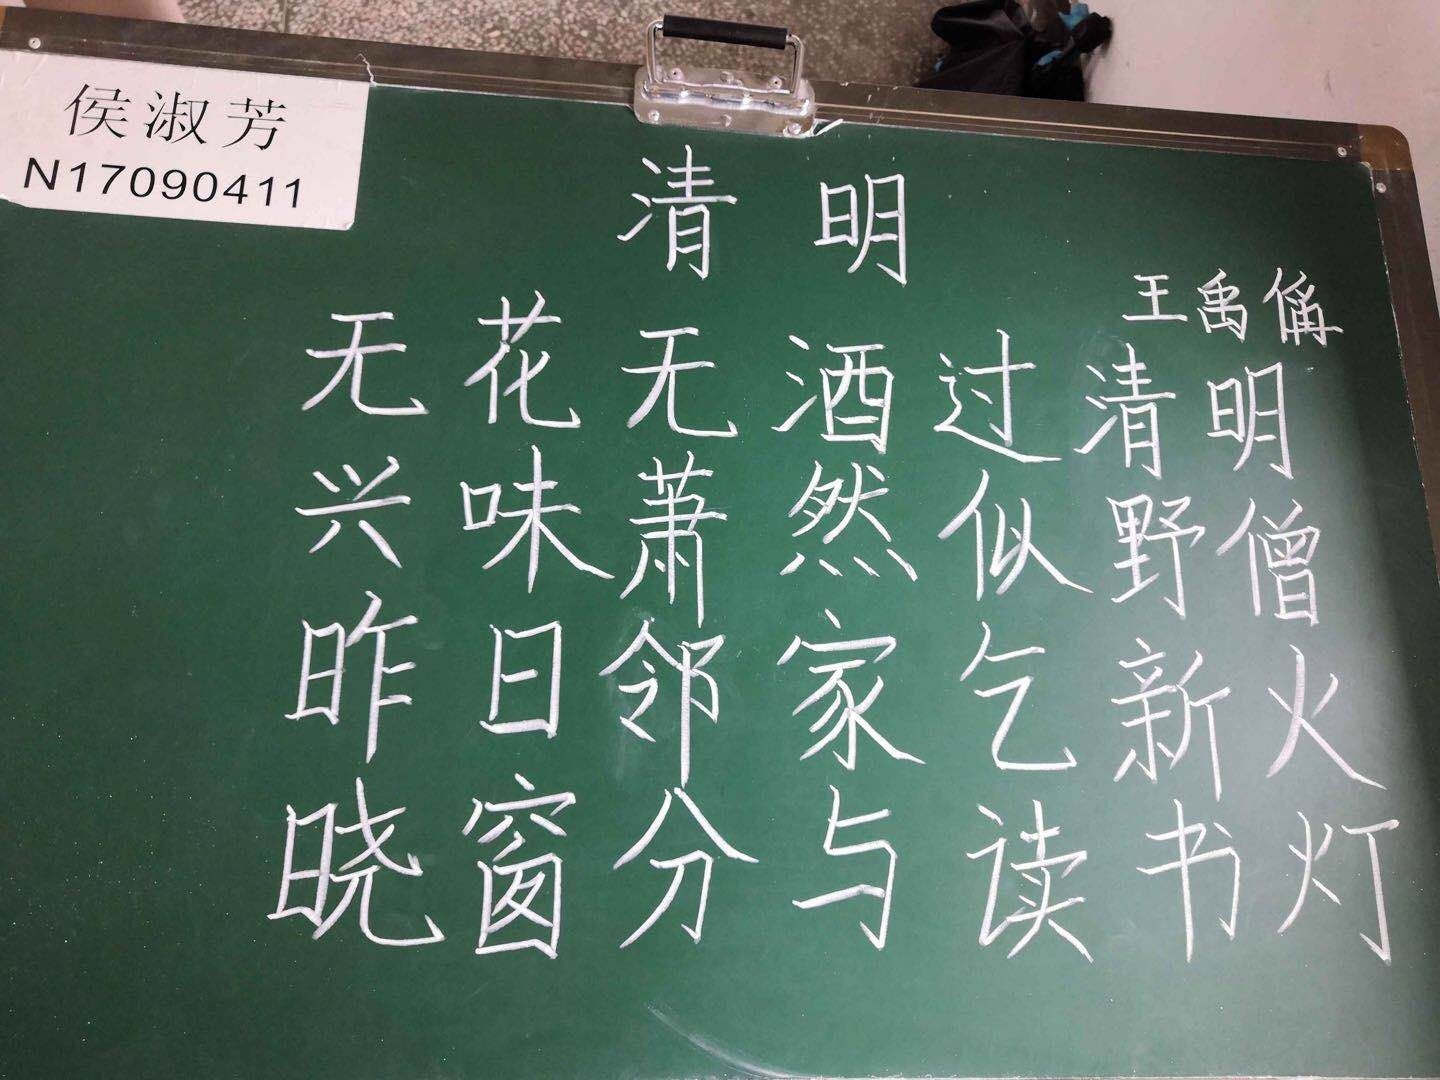 侯淑芳
N17090411
清明
王禹偁
无花无酒过清明
兴味萧然似野僧
昨日邻家乞新火
晓窗分与读书灯